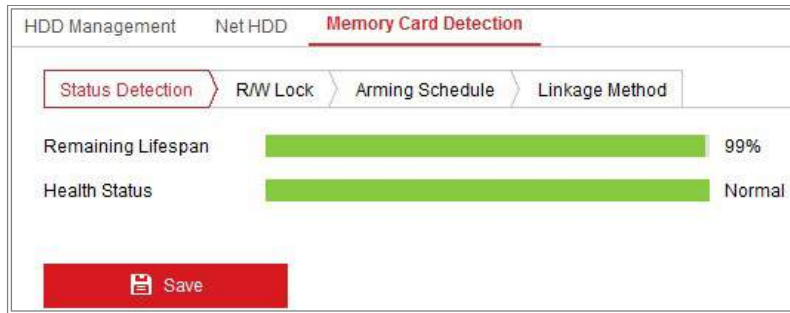 HDD Management Net HDD Memory Card Detection
Status Detection R/W Lock Arming Schedule Linkage Method
Remaining Lifespan 99%
Health Status Normal
Save